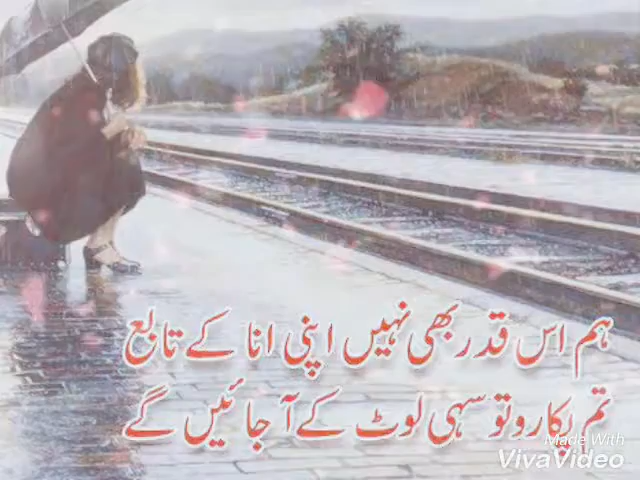 ہم اس قدر بھی نہیں اپنی انا کے تابع
تم پکارو تو سہی لوٹ کے آ جائیں گے
Made With
VivaVideo